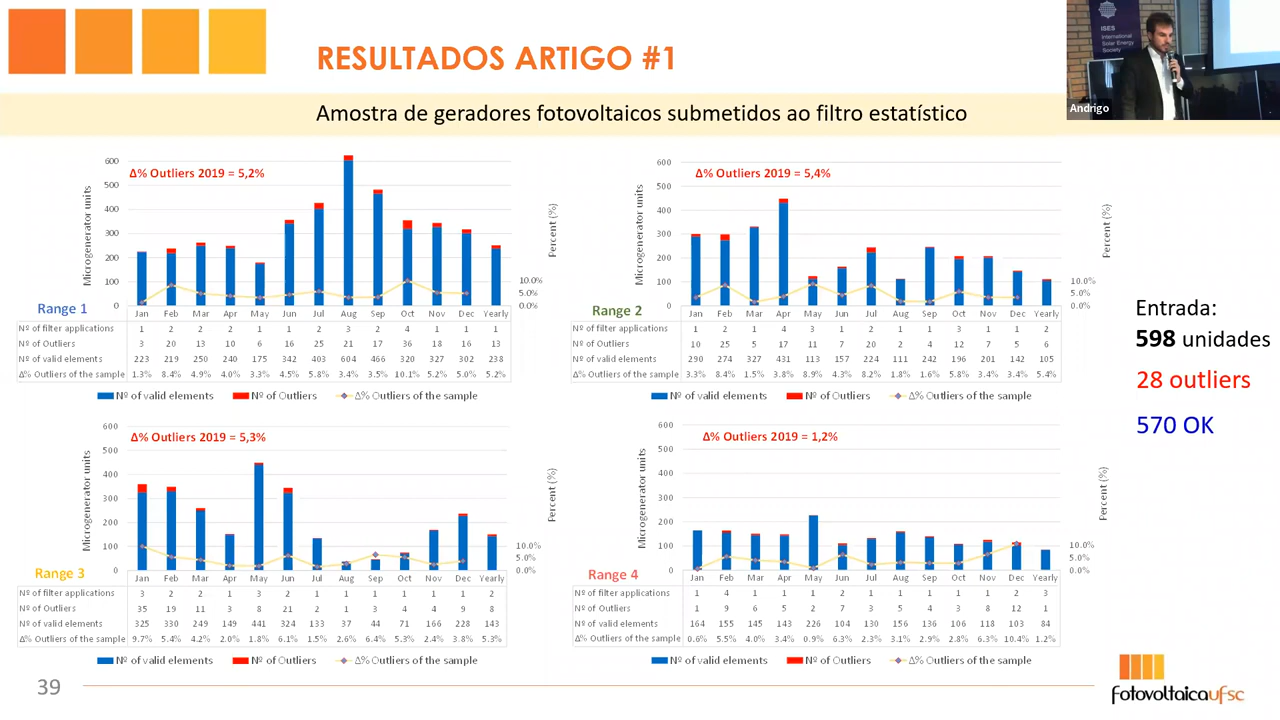 RESULTADOS ARTIGO #1
Amostra de geradores fotovoltaicos submetidos ao filtro estatístico
ISES
International
Solar Energy
Society
Andrigo
Δ% Outliers 2019 = 5,2%
Microgenerator units
600
500
400
300
200
100
0
Percent (%)
10.0%
5.0%
0.0%
Range 1
Jan Feb Mar Apr May Jun Jul Aug Sep Oct Nov Dec Yearly
Nº of filter applications 1 2 2 2 1 1 2 3 2 4 1 1 1
Nº of Outliers 3 20 13 10 6 16 25 21 17 36 18 16 13
Nº of valid elements 223 219 250 240 175 342 403 604 466 320 327 302 238
Δ% Outliers of the sample 1.3% 8.4% 4.9% 4.0% 3.3% 4.5% 5.8% 3.4% 3.5% 10.1% 5.2% 5.0% 5.2%
Nº of valid elements Nº of Outliers Δ% Outliers of the sample
Δ% Outliers 2019 = 5,4%
Microgenerator units
600
500
400
300
200
100
0
Percent (%)
10.0%
5.0%
0.0%
Range 2
Jan Feb Mar Apr May Jun Jul Aug Sep Oct Nov Dec Yearly
Nº of filter applications 1 2 1 4 3 1 2 1 1 3 1 1 2
Nº of Outliers 10 25 5 17 11 7 20 2 4 12 7 5 6
Nº of valid elements 290 274 327 431 113 157 224 111 242 196 201 142 105
Δ% Outliers of the sample 3.3% 8.4% 1.5% 3.8% 8.9% 4.3% 8.2% 1.8% 1.6% 5.8% 3.4% 3.4% 5.4%
Nº of valid elements Nº of Outliers Δ% Outliers of the sample
Δ% Outliers 2019 = 5,3%
Microgenerator units
600
500
400
300
200
100
0
Percent (%)
10.0%
5.0%
0.0%
Range 3
Jan Feb Mar Apr May Jun Jul Aug Sep Oct Nov Dec Yearly
Nº of filter applications 3 2 2 1 3 2 1 1 1 1 1 1 2
Nº of Outliers 35 19 11 3 8 21 2 1 3 4 4 9 8
Nº of valid elements 325 330 249 149 441 324 133 37 44 71 166 228 143
Δ% Outliers of the sample 9.7% 5.4% 4.2% 2.0% 1.8% 6.1% 1.5% 2.6% 6.4% 5.3% 2.4% 3.8% 5.3%
Nº of valid elements Nº of Outliers Δ% Outliers of the sample
Δ% Outliers 2019 = 1,2%
Microgenerator units
600
500
400
300
200
100
0
Percent (%)
10.0%
5.0%
0.0%
Range 4
Jan Feb Mar Apr May Jun Jul Aug Sep Oct Nov Dec Yearly
Nº of filter applications 1 4 1 1 1 2 1 1 1 1 1 2 3
Nº of Outliers 1 9 6 5 2 7 3 5 4 3 8 12 1
Nº of valid elements 164 155 145 143 226 104 130 156 136 106 118 103 84
Δ% Outliers of the sample 0.6% 5.5% 4.0% 3.4% 0.9% 6.3% 2.3% 3.1% 2.9% 2.8% 6.3% 10.4% 1.2%
Nº of valid elements Nº of Outliers Δ% Outliers of the sample
Entrada:
598 unidades
28 outliers
570 OK
39
fotovoltaicaufsc